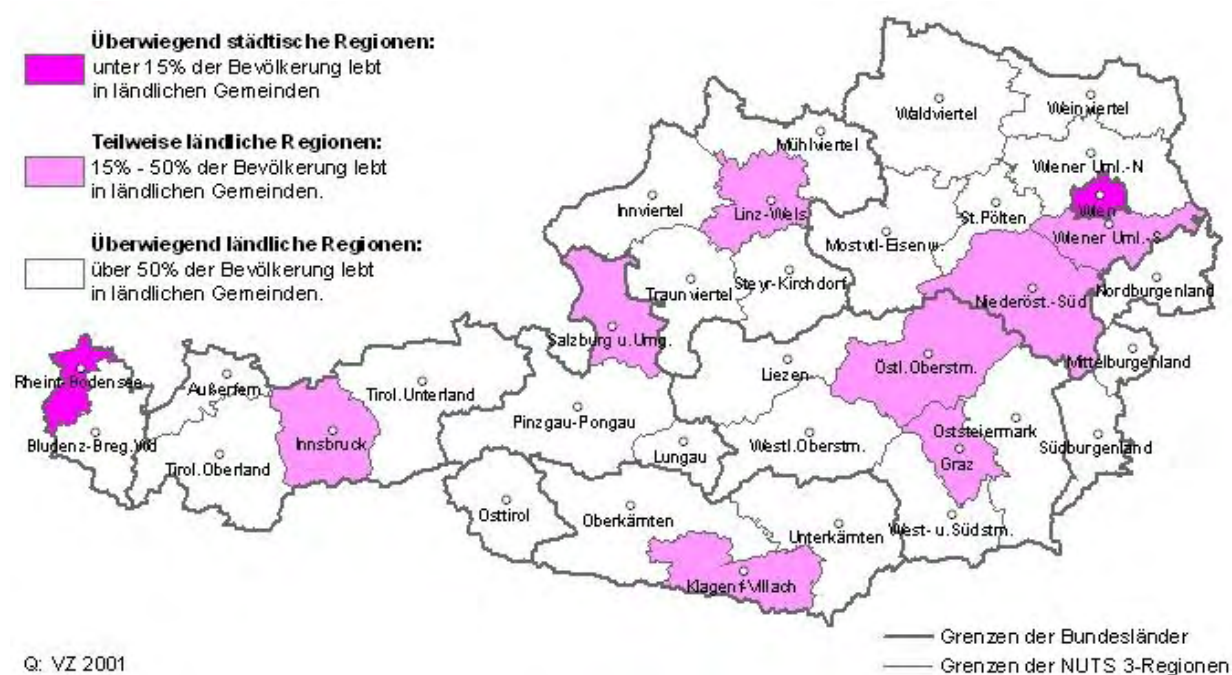 Überwiegend städtische Regionen:
unter 15% der Bevölkerung lebt
in ländlichen Gemeinden
Teilweise ländliche Regionen:
15% - 50% der Bevölkerung lebt
in ländlichen Gemeinden.
Überwiegend ländliche Regionen:
über 50% der Bevölkerung lebt
in ländlichen Gemeinden.
Waldviertel
Weinviertel
Mühlviertel
Wiener Uml.-N
Innviertel
Linz-Wels
St.Pölten
Wien
Mostvtl-Eisenw.
Wiener Uml.-S
Traunviertel
Steyr-Kirchdorf
Niederöst.-Süd
Nordburgenland
Salzburg u. Umg.
Liezen
Östl. Oberstm.
Mittelburgenland
Rheint-Bodensee
Außerfern
Tirol.Unterland
Pinzgau-Pongau
Bludenz-Breg.Wd
Tirol.Oberland
Innsbruck
Lungau
Westl.Oberstm.
Oststeiermark
Graz
Südburgenland
Osttirol
Oberkärnten
Unterkärnten
West- u.Südstm.
Klagenf-Villach
Q: VZ 2001
Grenzen der Bundesländer
Grenzen der NUTS 3-Regionen